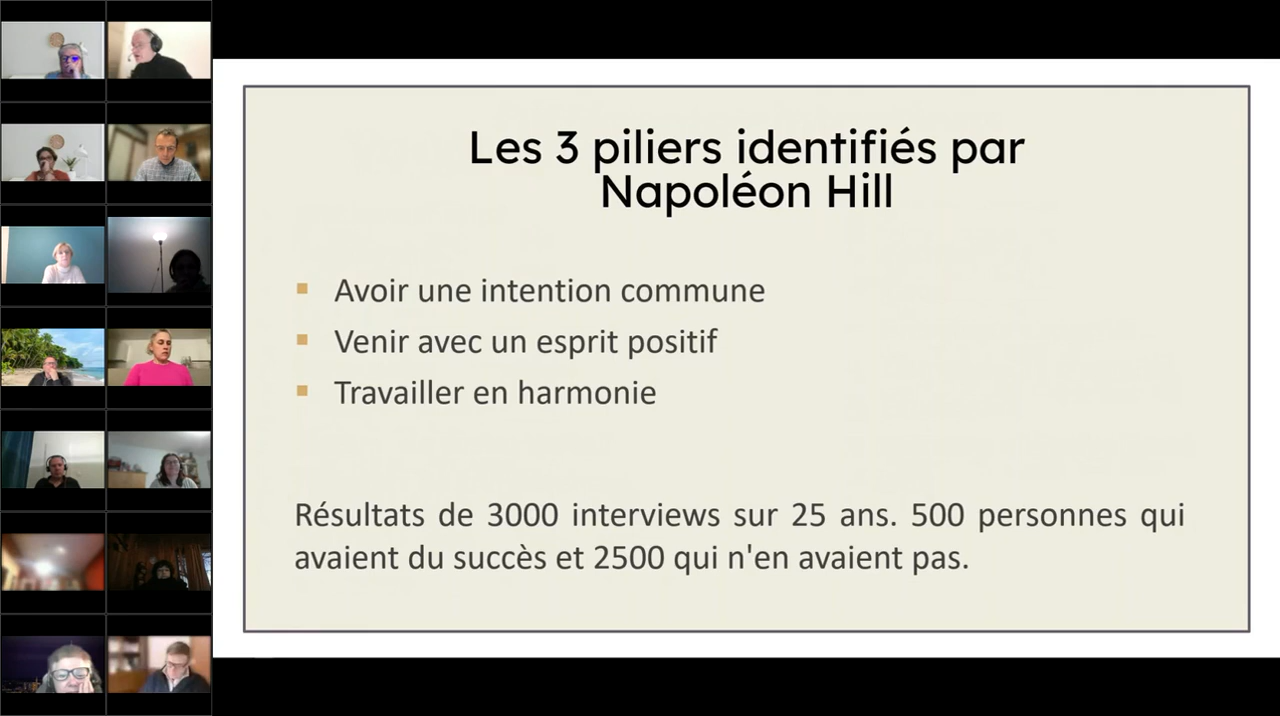 Les 3 piliers identifiés par
Napoléon Hill
▪ Avoir une intention commune
▪ Venir avec un esprit positif
▪ Travailler en harmonie
Résultats de 3000 interviews sur 25 ans. 500 personnes qui
avaient du succès et 2500 qui n'en avaient pas.